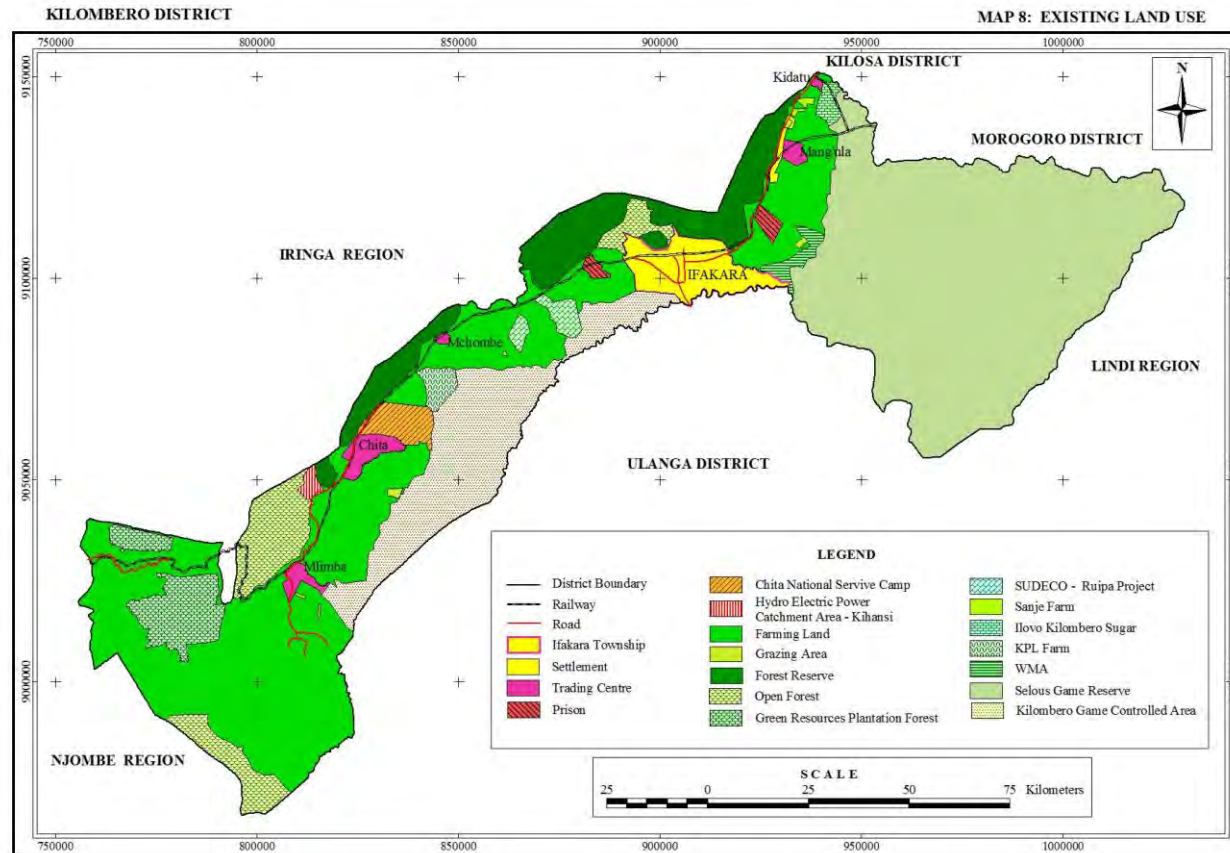 KILOMBERO DISTRICT
MAP 8: EXISTING LAND USE
750000 800000 850000 900000 950000 1000000
9150000
9100000
9050000
9000000
KILOSA DISTRICT
Kidatu
N
MOROGORO DISTRICT
Mang'ula
IRINGA REGION
IFAKARA
Mchombe
LINDI REGION
Chita
ULANGA DISTRICT
Mlimba
NJOMBE REGION
LEGEND
District Boundary
Railway
Road
Ifakara Township
Settlement
Trading Centre
Prison
Chita National Servive Camp
Hydro Electric Power
Catchment Area - Kihansi
Farming Land
Grazing Area
Forest Reserve
Open Forest
Green Resources Plantation Forest
SUDECO - Ruipa Project
Sanje Farm
Ilovo Kilombero Sugar
KPL Farm
WMA
Selous Game Reserve
Kilombero Game Controlled Area
SCALE
25 0 25 50 75 Kilometers
750000 800000 850000 900000 950000 1000000